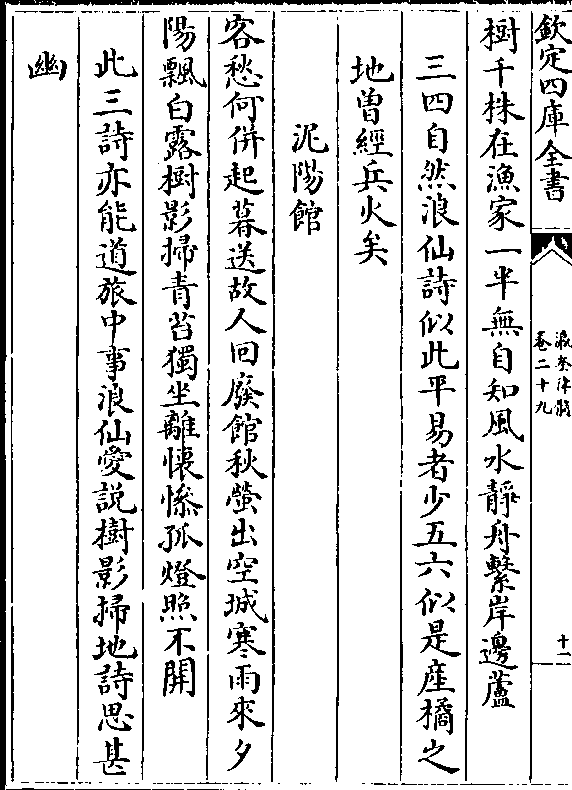 欽定四庫全書
瀛奎律髓
卷二十九
十一
樹千株在漁家一半無自知風水靜舟繫岸邊蘆
三四自然浪仙詩似此平易者少五六似是産橘之
地曽經兵火矣
泥陽館
客愁何併起暮送故人回廢館秋螢出空城寒雨來夕
陽飄白露樹影掃青苔獨坐離懷慘孤燈照不開
此三詩亦能道旅中事浪仙愛説樹影掃地詩思甚
幽